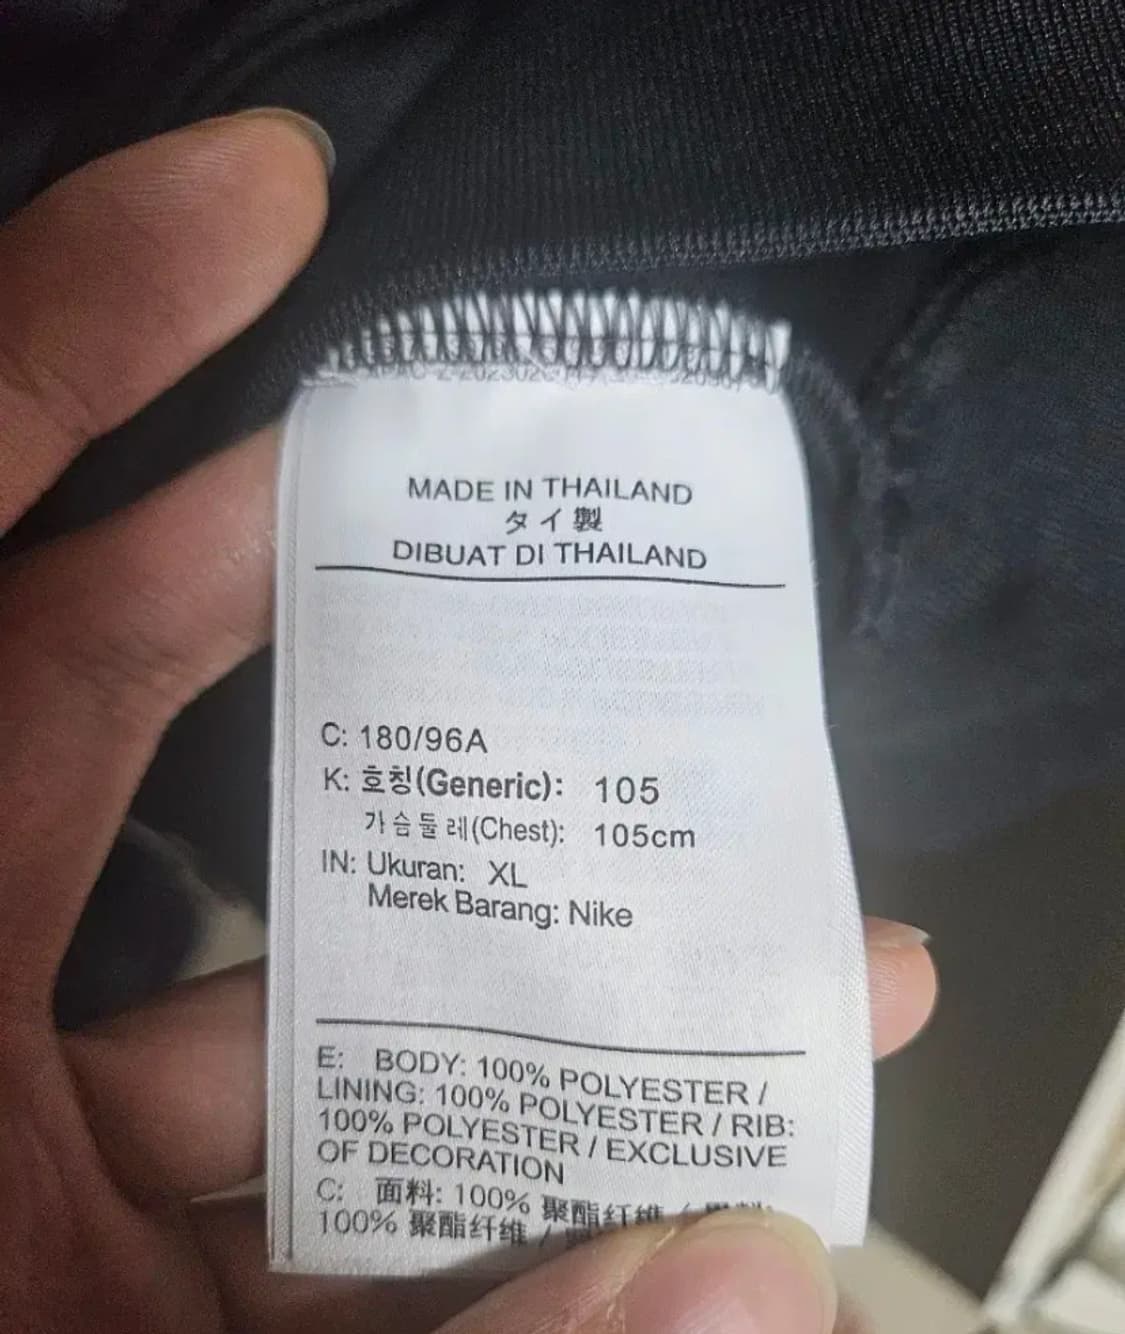 MADE IN THAILAND
タイ製
DIBUAT DI THAILAND
C: 180/96A
K: 호칭(Generic): 105
가슴둘레(Chest): 105cm
IN: Ukuran: XL
Merek Barang: Nike
E: BODY: 100% POLYESTER /
LINING: 100% POLYESTER / RIB:
100% POLYESTER / EXCLUSIVE
OF DECORATION
C: 面料: 100% 聚酯纤维 /
100% 聚酯纤维 /